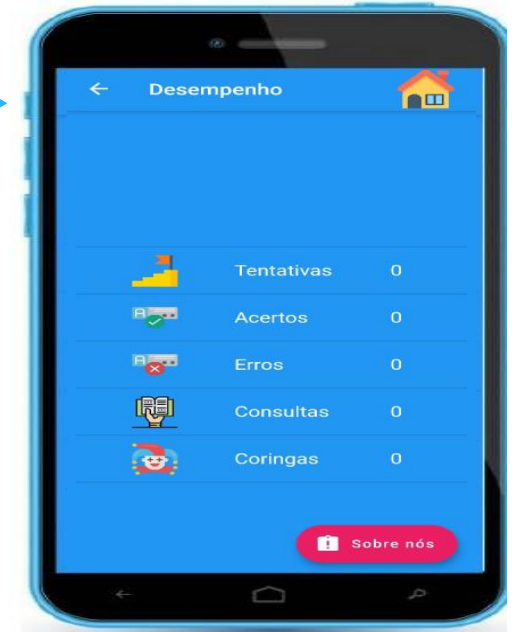 Desempenho
Tentativas 0
Acertos 0
Erros 0
Consultas 0
Coringas 0
Sobre nós